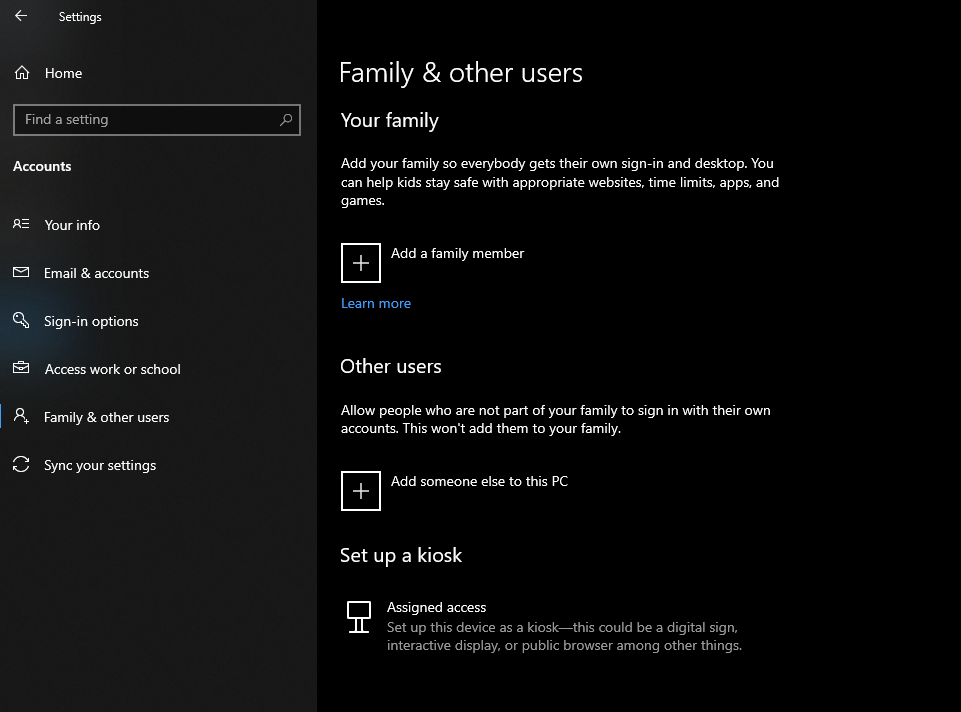 Settings
Home
Find a setting
Accounts
Your info
Email & accounts
Sign-in options
Access work or school
Family & other users
Sync your settings
Family & other users
Your family
Add your family so everybody gets their own sign-in and desktop. You
can help kids stay safe with appropriate websites, time limits, apps, and
games.
Add a family member
Learn more
Other users
Allow people who are not part of your family to sign in with their own
accounts. This won't add them to your family.
Add someone else to this PC
Set up a kiosk
Assigned access
Set up this device as a kiosk—this could be a digital sign,
interactive display, or public browser among other things.